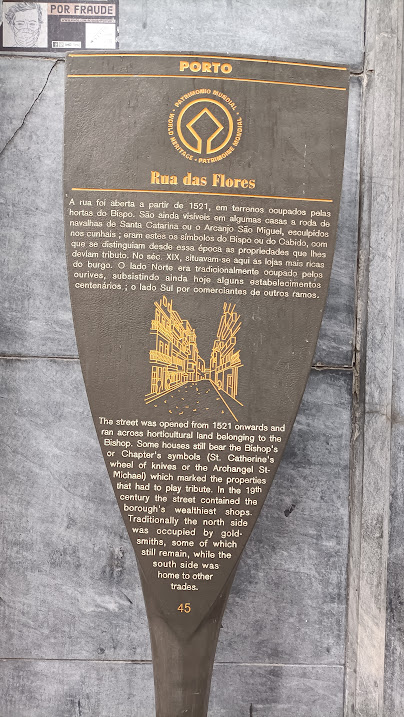 POR FRAUDE
PORTO
PATRIMONIO MUNDIAL • WORLD HERITAGE • PATRIMOINE MONDIAL •
Rua das Flores
A rua foi aberta a partir de 1521, em terrenos ocupados pelas
hortas do Bispo. São ainda visíveis em algumas casas a roda de
navalhas de Santa Catarina ou o Arcanjo São Miguel, esculpidos
nos cunhais ; eram estes os símbolos do Bispo ou do Cabido, com
que se distinguiam desde essa época as propriedades que lhes
deviam tributo. No séc. XIX, situavam-se aqui as lojas mais ricas
do burgo. O lado Norte era tradicionalmente ocupado pelos
ourives, subsistindo ainda hoje alguns estabelecimentos
centenários ; o lado Sul por comerciantes de outros ramos.
The street was opened from 1521 onwards and
ran across horticultural land belonging to the
Bishop. Some houses still bear the Bishop's
or Chapter's symbols (St. Catherine's
wheel of knives or the Archangel St-
Michael) which marked the properties
that had to play tribute. In the 19th
century the street contained the
borough's wealthiest shops.
Traditionally the north side
was occupied by gold-
smiths, some of which
still remain, while the
south side was
home to other
trades.
45